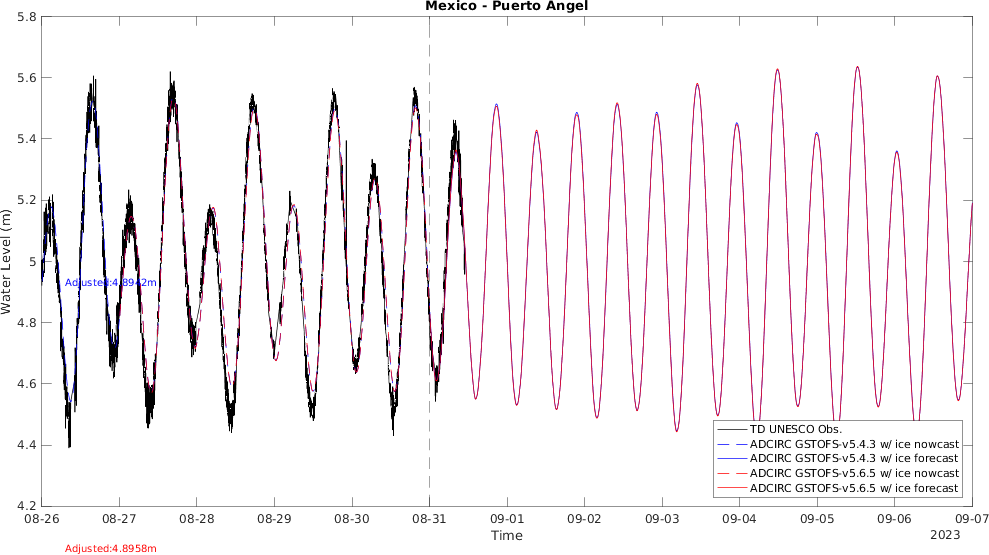 Mexico - Puerto Angel
5.8
5.6
5.4
5.2
5
4.8
4.6
4.4
4.2
Water Level (m)
Adjusted:4.8942m
TD UNESCO Obs.
ADCIRC GSTOFS-v5.4.3 w/ ice nowcast
ADCIRC GSTOFS-v5.4.3 w/ ice forecast
ADCIRC GSTOFS-v5.6.5 w/ ice nowcast
ADCIRC GSTOFS-v5.6.5 w/ ice forecast
08-26 08-27 08-28 08-29 08-30 08-31 09-01 09-02 09-03 09-04 09-05 09-06 09-07
Time
2023
Adjusted:4.8958m